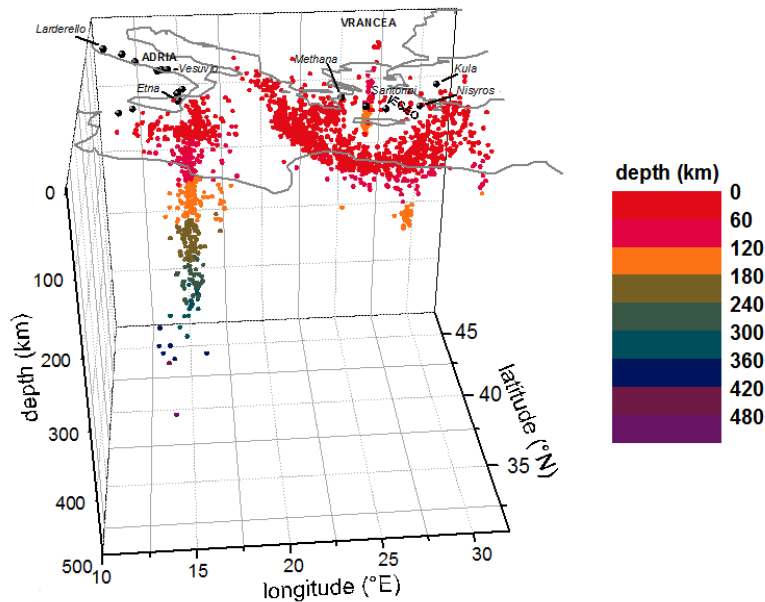 VRANCEA
Larderello
ADRIA
Vesuvio
Methana
Kula
Etna
Santorini
Nisyros
depth (km)
0
60
120
180
240
300
360
420
480
0
100
200
300
400
500
depth (km)
45
40
35
latitude (°N)
10
15
20
25
30
longitude (°E)